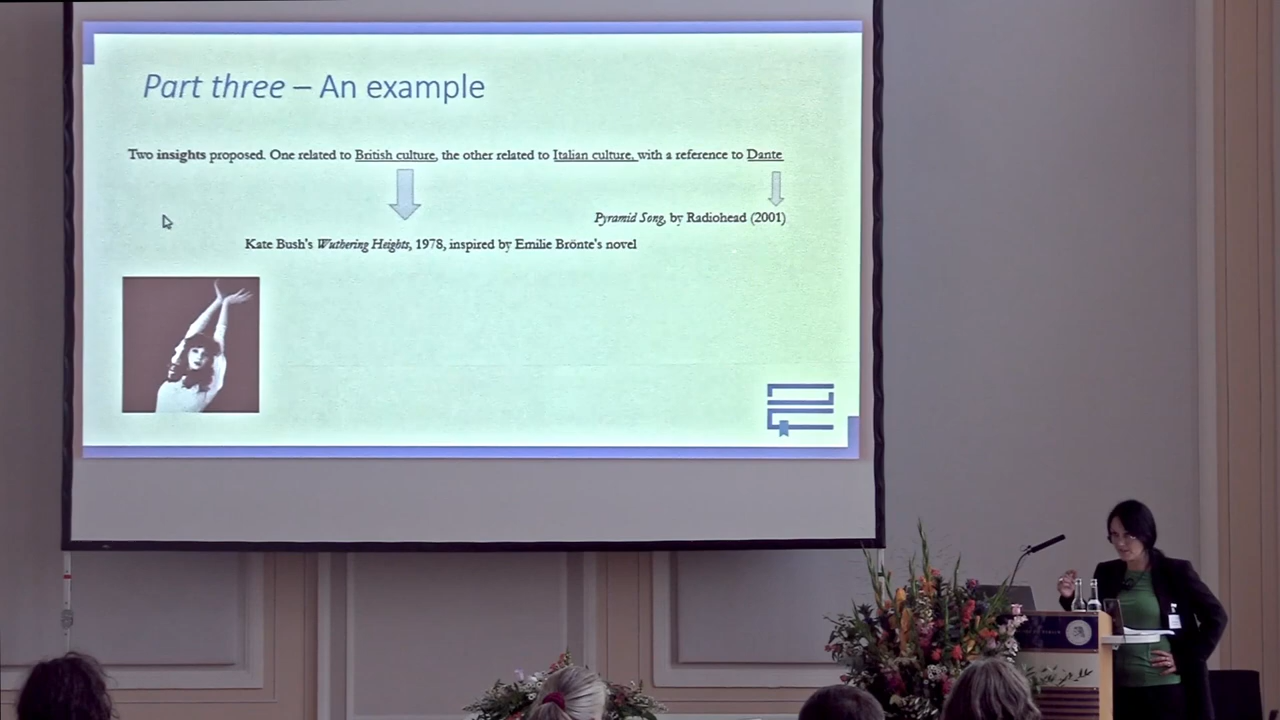 Part three – An example
Two insights proposed. One related to British culture, the other related to Italian culture, with a reference to Dante
Pyramid Song, by Radiohead (2001)
Kate Bush's Wuthering Heights, 1978, inspired by Emilie Brönte's novel